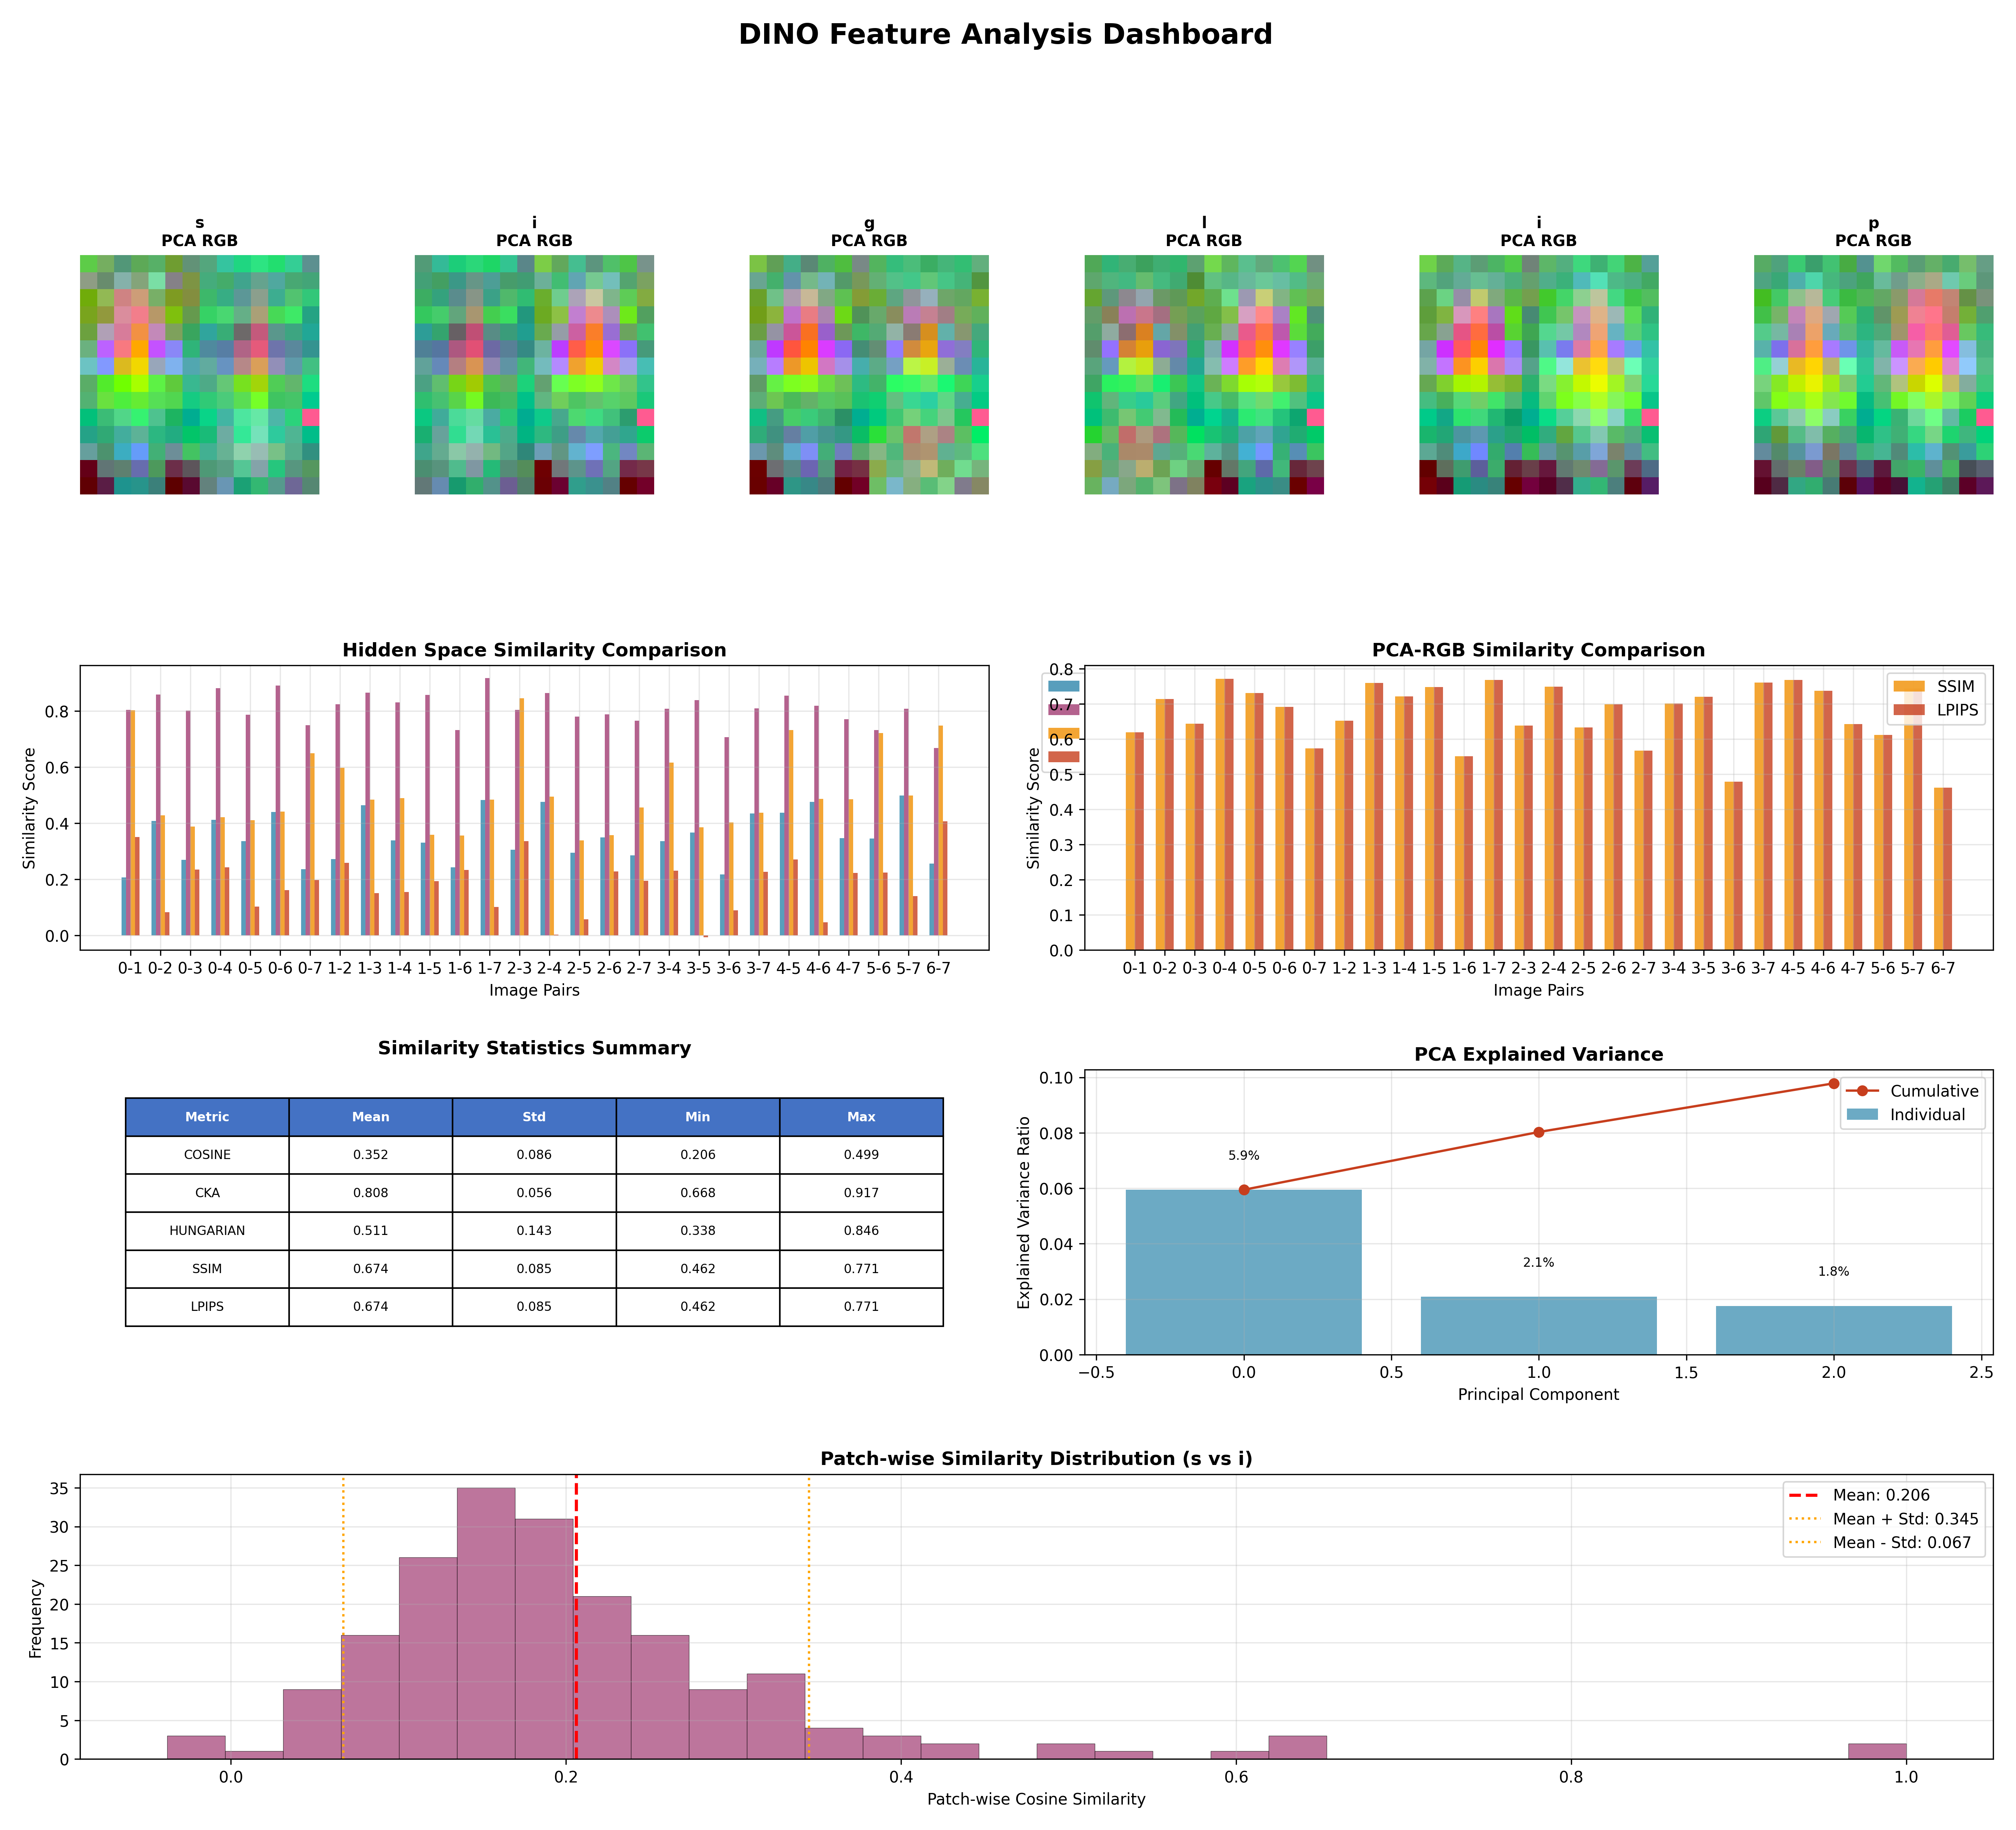 DINO Feature Analysis Dashboard
s
PCA RGB
i
PCA RGB
g
PCA RGB
l
PCA RGB
i
PCA RGB
p
PCA RGB
Hidden Space Similarity Comparison
Similarity Score
0.8
0.6
0.4
0.2
0.0
0-1 0-2 0-3 0-4 0-5 0-6 0-7 1-2 1-3 1-4 1-5 1-6 1-7 2-3 2-4 2-5 2-6 2-7 3-4 3-5 3-6 3-7 4-5 4-6 4-7 5-6 5-7 6-7
Image Pairs
PCA-RGB Similarity Comparison
Similarity Score
0.8
0.7
0.6
0.5
0.4
0.3
0.2
0.1
0.0
SSIM
LPIPS
0-1 0-2 0-3 0-4 0-5 0-6 0-7 1-2 1-3 1-4 1-5 1-6 1-7 2-3 2-4 2-5 2-6 2-7 3-4 3-5 3-6 3-7 4-5 4-6 4-7 5-6 5-7 6-7
Image Pairs
Similarity Statistics Summary
Metric Mean Std Min Max
COSINE 0.352 0.086 0.206 0.499
CKA 0.808 0.056 0.668 0.917
HUNGARIAN 0.511 0.143 0.338 0.846
SSIM 0.674 0.085 0.462 0.771
LPIPS 0.674 0.085 0.462 0.771
PCA Explained Variance
Explained Variance Ratio
0.10
0.08
0.06
0.04
0.02
0.00
Cumulative
Individual
5.9%
2.1%
1.8%
−0.5 0.0 0.5 1.0 1.5 2.0 2.5
Principal Component
Patch-wise Similarity Distribution (s vs i)
Frequency
35
30
25
20
15
10
5
0
Mean: 0.206
Mean + Std: 0.345
Mean - Std: 0.067
0.0 0.2 0.4 0.6 0.8 1.0
Patch-wise Cosine Similarity